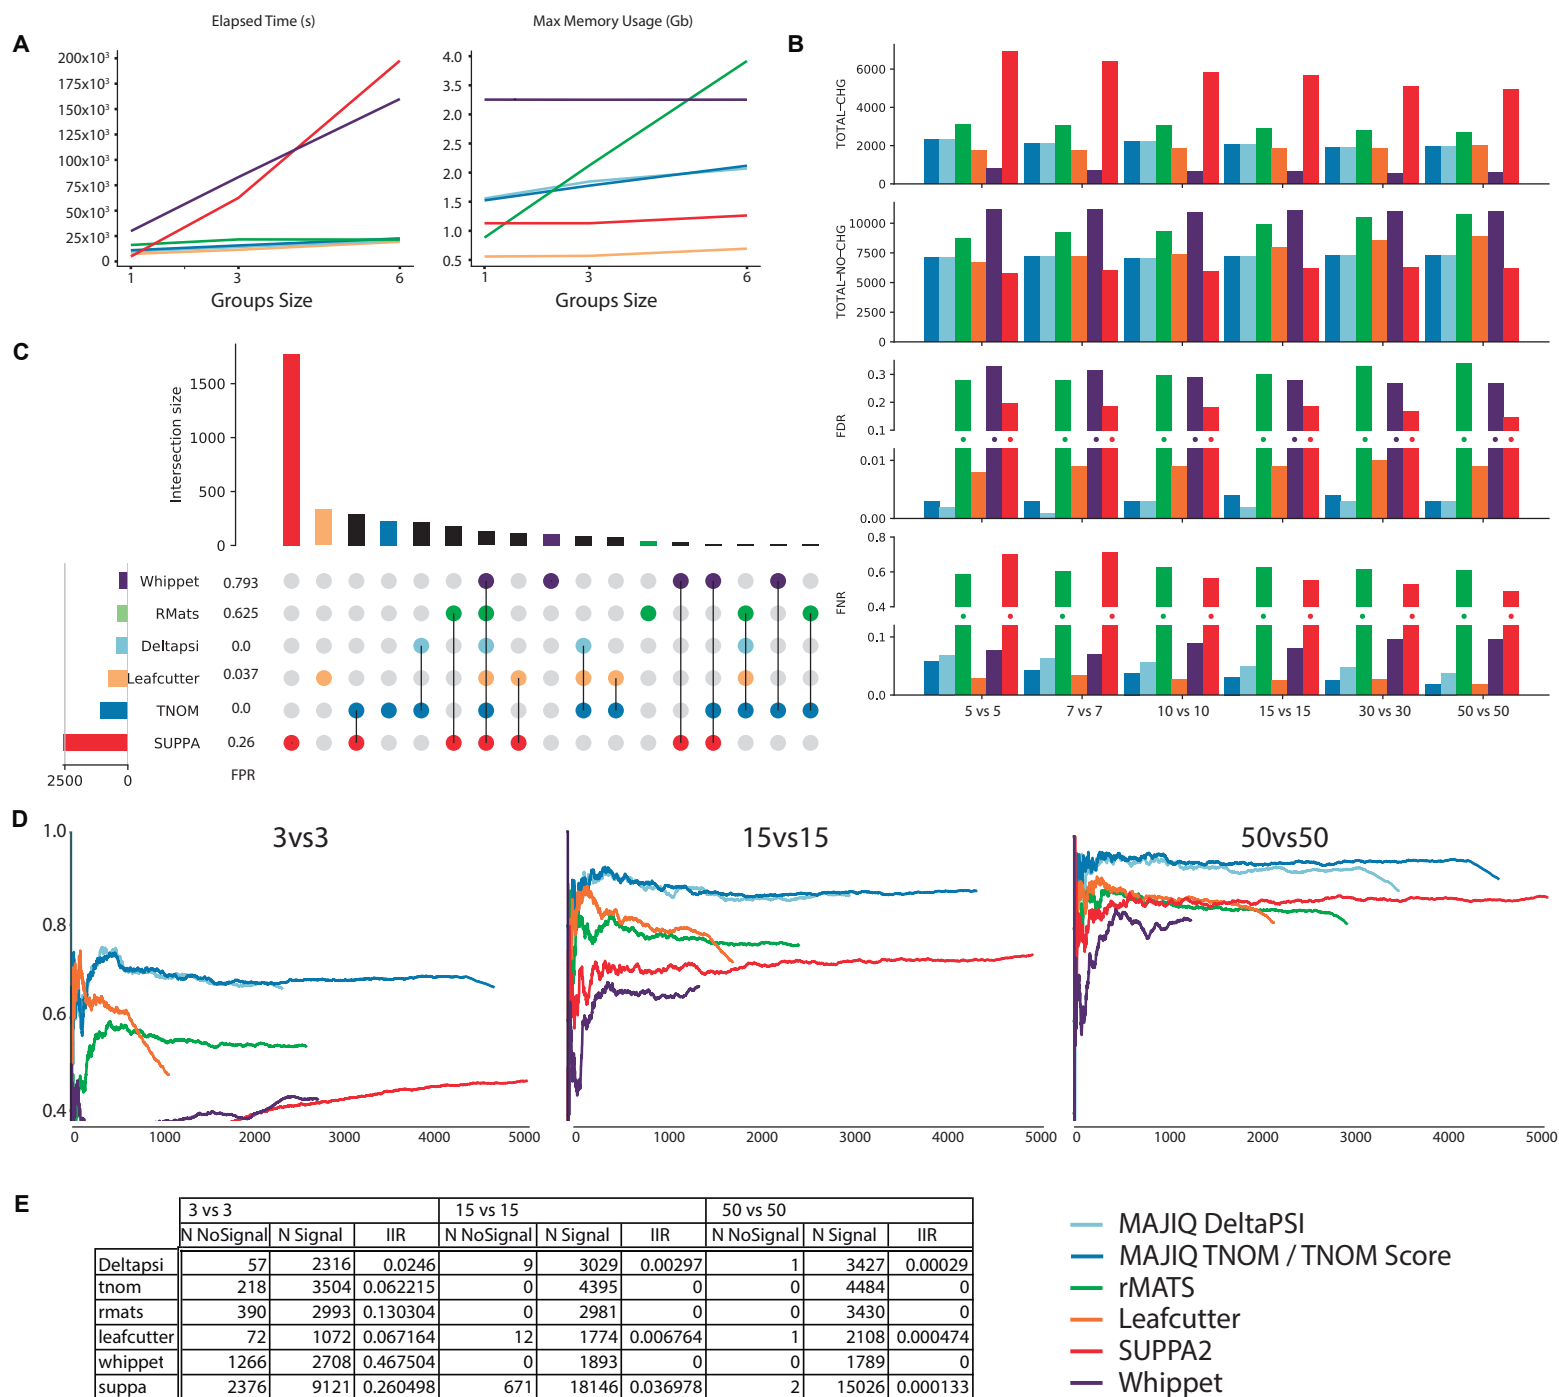 Elapsed Time (s)
Max Memory Usage (Gb)
A
200x10³
175x10³
150x10³
125x10³
100x10³
75x10³
50x10³
25x10³
0
1
3
6
Groups Size
4.0
3.5
2.0
2.5
2.0
1.5
1.0
0.5
1
3
6
Groups Size
B
TOTAL-CHG
6000
4000
2000
0
TOTAL-NO-CHG
10000
7500
5000
2500
0
FDR
0.3
0.2
0.1
0.01
0.00
FNR
0.8
0.6
0.4
0.1
0.0
5 vs 5
7 vs 7
10 vs 10
15 vs 15
30 vs 30
50 vs 50
C
Intersection size
1500
1000
500
0
Whippet 0.793
RMats 0.625
Deltapsi 0.0
Leafcutter 0.037
TNOM 0.0
SUPPA 0.26
FPR
2500 0
D
3vs3
15vs15
50vs50
1.0
0.8
0.6
0.4
0 1000 2000 3000 4000 5000
0 1000 2000 3000 4000 5000
0 1000 2000 3000 4000 5000
E
3 vs 3 15 vs 15 50 vs 50
N NoSignal N Signal IIR N NoSignal N Signal IIR N NoSignal N Signal IIR
Deltapsi 57 2316 0.0246 9 3029 0.00297 1 3427 0.00029
tnom 218 3504 0.062215 0 4395 0 0 4484 0
rmats 390 2993 0.130304 0 2981 0 0 3430 0
leafcutter 72 1072 0.067164 12 1774 0.006764 1 2108 0.000474
whippet 1266 2708 0.467504 0 1893 0 0 1789 0
suppa 2376 9121 0.260498 671 18146 0.036978 2 15026 0.000133
MAJIQ DeltaPSI
MAJIQ TNOM / TNOM Score
rMATS
Leafcutter
SUPPA2
Whippet